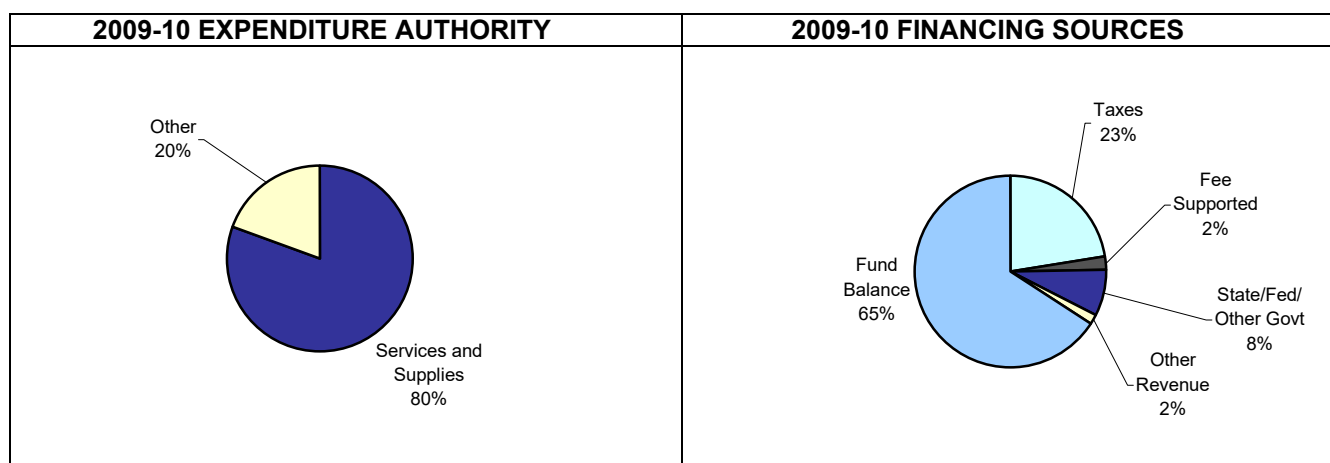 2009-10 EXPENDITURE AUTHORITY
2009-10 FINANCING SOURCES
Other
20%
Services and
Supplies
80%
Taxes
23%
Fee
Supported
2%
State/Fed/
Other Govt
8%
Other
Revenue
2%
Fund
Balance
65%